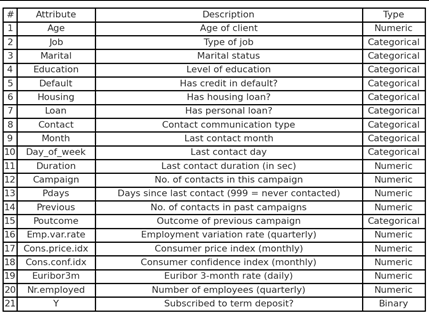 # Attribute Description Type
1 Age Age of client Numeric
2 Job Type of job Categorical
3 Marital Marital status Categorical
4 Education Level of education Categorical
5 Default Has credit in default? Categorical
6 Housing Has housing loan? Categorical
7 Loan Has personal loan? Categorical
8 Contact Contact communication type Categorical
9 Month Last contact month Categorical
10 Day_of_week Last contact day Categorical
11 Duration Last contact duration (in sec) Numeric
12 Campaign No. of contacts in this campaign Numeric
13 Pdays Days since last contact (999 = never contacted) Numeric
14 Previous No. of contacts in past campaigns Numeric
15 Poutcome Outcome of previous campaign Categorical
16 Emp.var.rate Employment variation rate (quarterly) Numeric
17 Cons.price.idx Consumer price index (monthly) Numeric
18 Cons.conf.idx Consumer confidence index (monthly) Numeric
19 Euribor3m Euribor 3-month rate (daily) Numeric
20 Nr.employed Number of employees (quarterly) Numeric
21 Y Subscribed to term deposit? Binary